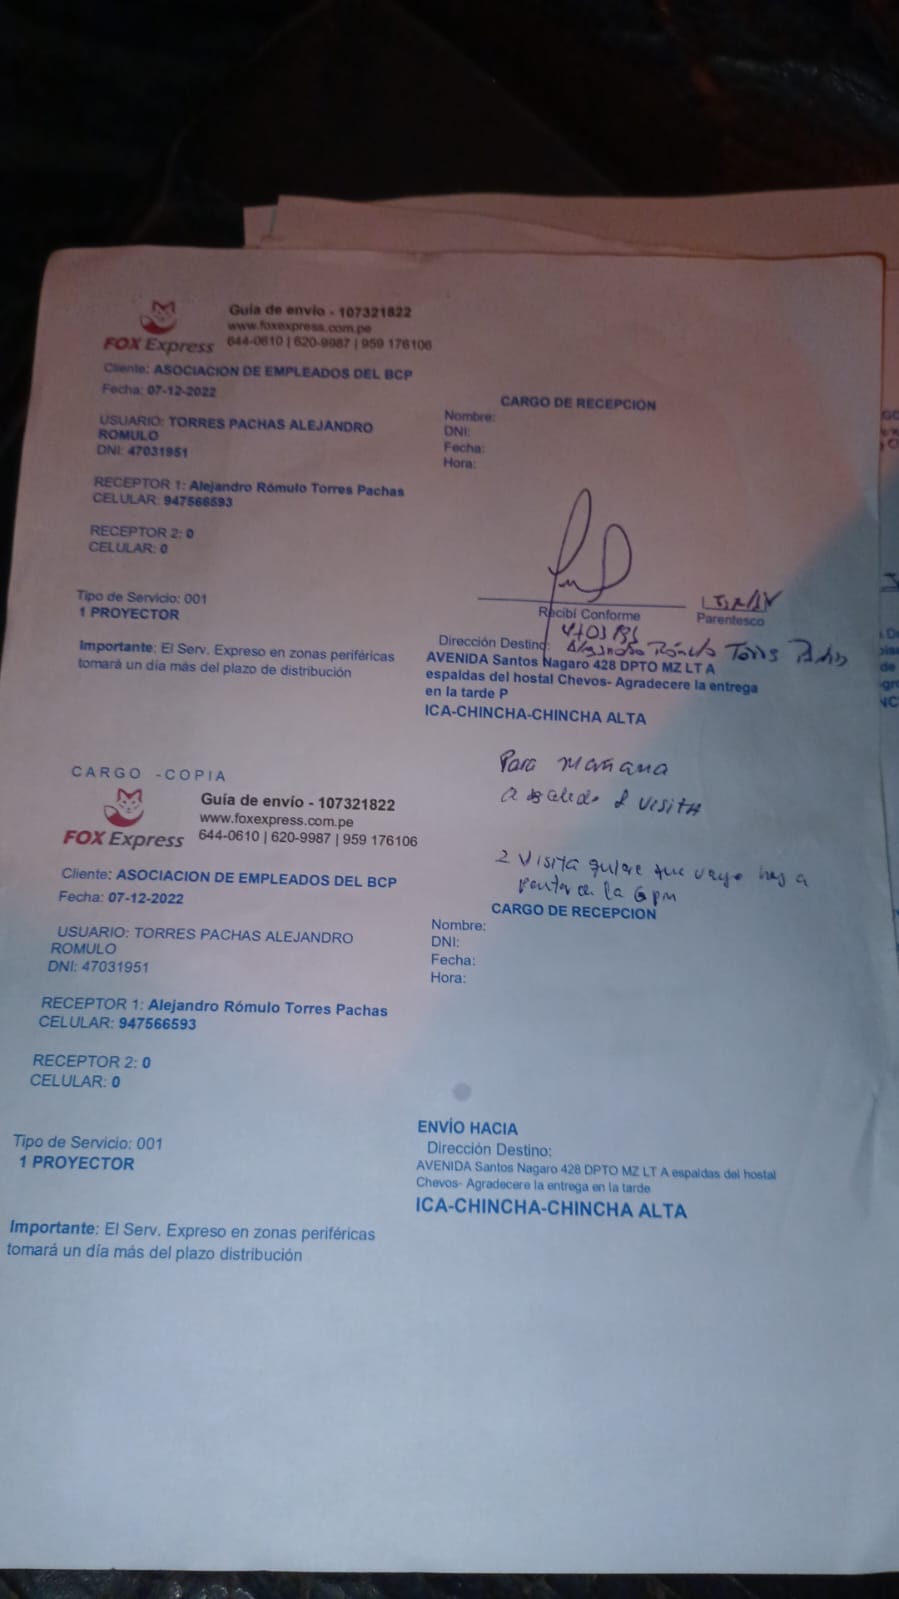 Guía de envío - 107321822
www.foxexpress.com.pe
FOX Express 644-0610 | 620-9987 | 959 176106
Cliente: ASOCIACION DE EMPLEADOS DEL BCP
Fecha: 07-12-2022
USUARIO: TORRES PACHAS ALEJANDRO
ROMULO
DNI: 47031951
RECEPTOR 1: Alejandro Rómulo Torres Pachas
CELULAR: 947566593
RECEPTOR 2: 0
CELULAR: 0
Tipo de Servicio: 001
1 PROYECTOR
Importante: El Serv. Expreso en zonas periféricas
tomará un día más del plazo de distribución
CARGO DE RECEPCION
Nombre:
DNI:
Fecha:
Hora:
Recibí Conforme
Parentesco
Rómulo Torres
Dirección Destino:
AVENIDA Santos Nagaro 428 DPTO MZ LT A
espaldas del hostal Chevos- Agradecere la entrega
en la tarde P
ICA-CHINCHA-CHINCHA ALTA
Para mañana
visita
2 Visita quiere que vaya hoy a
la 6 pm
CARGO -COPIA
Guía de envío - 107321822
www.foxexpress.com.pe
FOX Express 644-0610 | 620-9987 | 959 176106
Cliente: ASOCIACION DE EMPLEADOS DEL BCP
Fecha: 07-12-2022
USUARIO: TORRES PACHAS ALEJANDRO
ROMULO
DNI: 47031951
RECEPTOR 1: Alejandro Rómulo Torres Pachas
CELULAR: 947566593
RECEPTOR 2: 0
CELULAR: 0
Tipo de Servicio: 001
1 PROYECTOR
Importante: El Serv. Expreso en zonas periféricas
tomará un día más del plazo distribución
CARGO DE RECEPCION
Nombre:
DNI:
Fecha:
Hora:
ENVÍO HACIA
Dirección Destino:
AVENIDA Santos Nagaro 428 DPTO MZ LT A espaldas del hostal
Chevos- Agradecere la entrega en la tarde
ICA-CHINCHA-CHINCHA ALTA